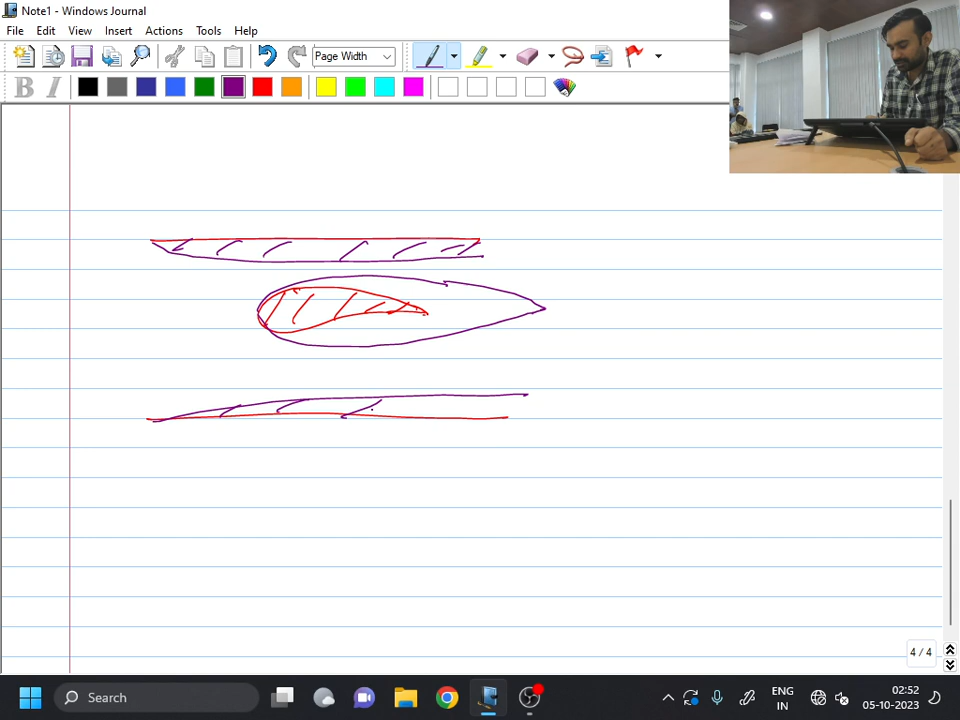 Note1 - Windows Journal
File Edit View Insert Actions Tools Help
Page Width
B I
4 / 4
Search
ENG
IN
02:52
05-10-2023